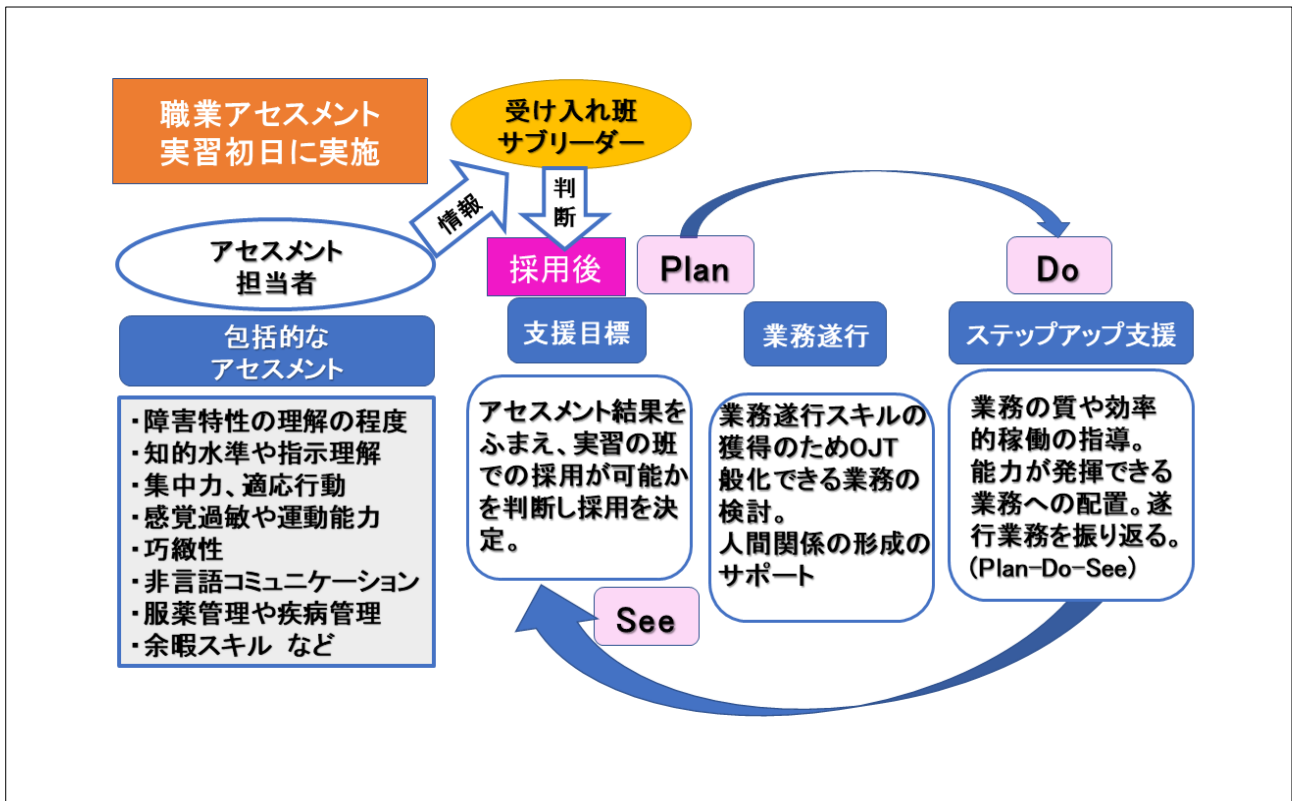 職業アセスメント
実習初日に実施
受け入れ班
サブリーダー
情報
判断
アセスメント
担当者
採用後
Plan
Do
包括的な
アセスメント
支援目標
業務遂行
ステップアップ支援
・障害特性の理解の程度
・知的水準や指示理解
・集中力、適応行動
・感覚過敏や運動能力
・巧緻性
・非言語コミュニケーション
・服薬管理や疾病管理
・余暇スキル など
アセスメント結果を
ふまえ、実習の班
での採用が可能か
を判断し採用を決
定。
業務遂行スキルの
獲得のためOJT
般化できる業務の
検討。
人間関係の形成の
サポート
業務の質や効率
的稼働の指導。
能力が発揮できる
業務への配置。遂
行業務を振り返る。
(Plan-Do-See)
See